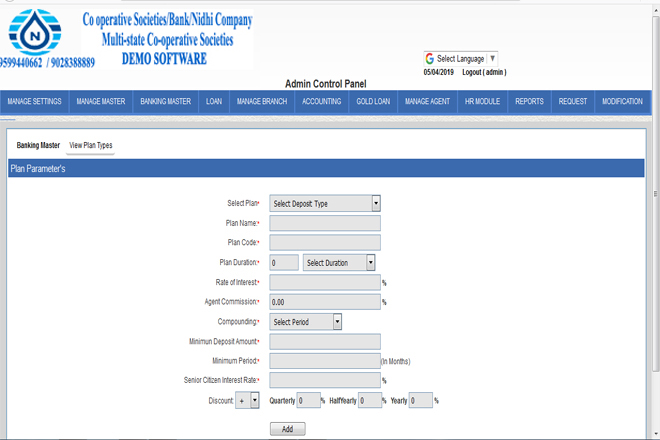 Co operative Societies/Bank/Nidhi Company
Multi-state Co-operative Societies
DEMO SOFTWARE
N
9599440662 / 9028388889
G Select Language ▼
05/04/2019 Logout ( admin )
Admin Control Panel
MANAGE SETTINGS MANAGE MASTER BANKING MASTER LOAN MANAGE BRANCH ACCOUNTING GOLD LOAN MANAGE AGENT HR MODULE REPORTS REQUEST MODIFICATION
Banking Master View Plan Types
Plan Parameter's
Select Plan* Select Deposit Type
Plan Name:*
Plan Code:*
Plan Duration:* 0 Select Duration
Rate of Interest:* %
Agent Commission:* 0.00 %
Compounding:* Select Period
Minimun Deposit Amount:*
Minimum Period:* (In Months)
Senior Citizen Interest Rate:* %
Discount: + Quarterly 0 % HalfYearly 0 % Yearly 0 %
Add